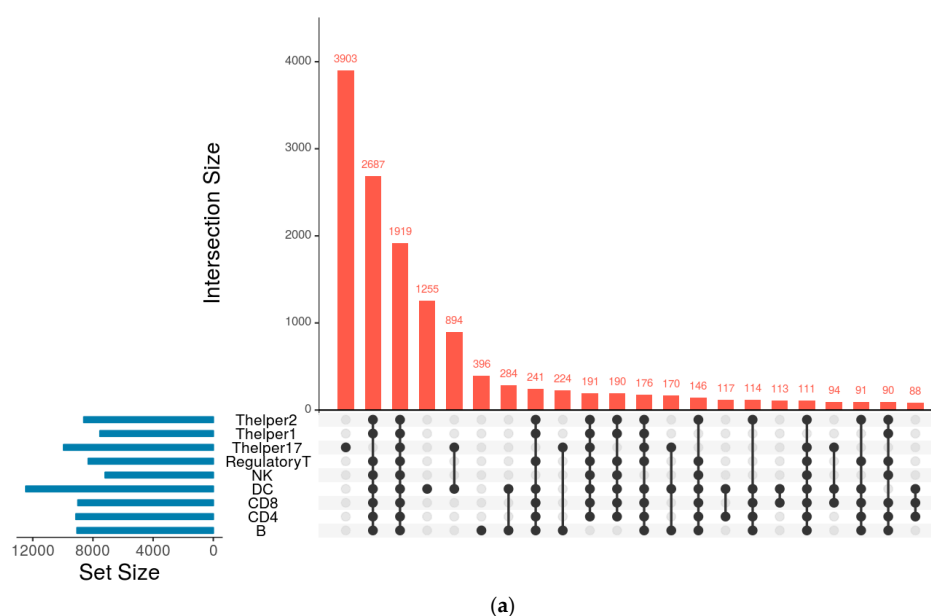 4000
3000
2000
1000
0
Intersection Size
3903
2687
1919
1255
894
396
284
241
224
191
190
176
170
146
117
114
113
111
94
91
90
88
Thelper2
Thelper1
Thelper17
RegulatoryT
NK
DC
CD8
CD4
B
12000 8000 4000 0
Set Size
(a)